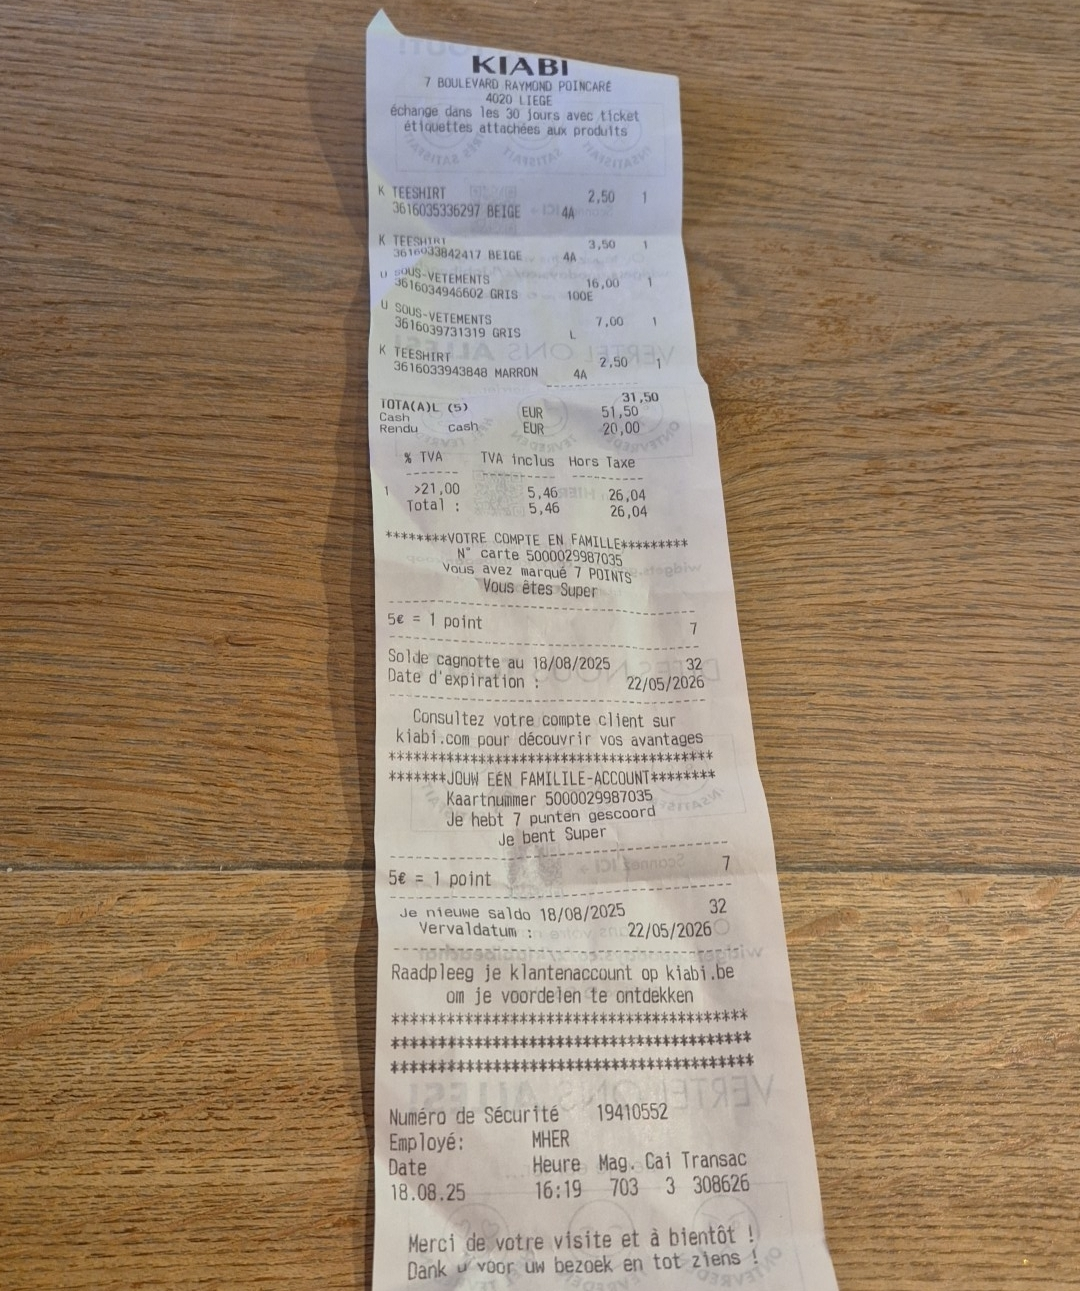 KIABI
7 BOULEVARD RAYMOND POINCARÉ
4020 LIEGE
échange dans les 30 jours avec ticket
étiquettes attachées aux produits
K TEESHIRT 2,50 1
3616035336297 BEIGE 4A
K TEESHIRT 3,50 1
3616033842417 BEIGE 4A
U SOUS-VETEMENTS 16,00 1
3616034946602 GRIS 100E
U SOUS-VETEMENTS 7,00 1
3616039731319 GRIS L
K TEESHIRT 2,50 1
3616033943848 MARRON 4A
31,50
TOTA(A)L (5) EUR 51,50
Cash
Rendu cash EUR 20,00
% TVA TVA inclus Hors Taxe
1 >21,00 5,46 26,04
Total : 5,46 26,04
********VOTRE COMPTE EN FAMILLE*********
N° carte 5000029987035
Vous avez marqué 7 POINTS
Vous êtes Super
5€ = 1 point 7
Solde cagnotte au 18/08/2025 32
Date d'expiration : 22/05/2026
Consultez votre compte client sur
kiabi.com pour découvrir vos avantages
****************************************
*******JOUW EEN FAMILILE-ACCOUNT********
Kaartnummer 5000029987035
Je hebt 7 punten gescoord
Je bent Super
5€ = 1 point 7
Je nieuwe saldo 18/08/2025 32
Vervaldatum : 22/05/2026
Raadpleeg je klantenaccount op kiabi.be
om je voordelen te ontdekken
****************************************
****************************************
****************************************
Numéro de Sécurité 19410552
Employé: MHER
Date Heure Mag. Cai Transac
18.08.25 16:19 703 3 308626
Merci de votre visite et à bientôt !
Dank u voor uw bezoek en tot ziens !